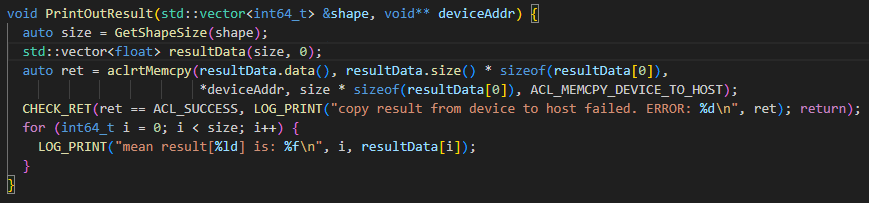 void PrintOutResult(std::vector<int64_t> &shape, void** deviceAddr) {
  auto size = GetShapeSize(shape);
  std::vector<float> resultData(size, 0);
  auto ret = aclrtMemcpy(resultData.data(), resultData.size() * sizeof(resultData[0]),
                         *deviceAddr, size * sizeof(resultData[0]), ACL_MEMCPY_DEVICE_TO_HOST);
  CHECK_RET(ret == ACL_SUCCESS, LOG_PRINT("copy result from device to host failed. ERROR: %d\n", ret); return);
  for (int64_t i = 0; i < size; i++) {
    LOG_PRINT("mean result[%ld] is: %f\n", i, resultData[i]);
  }
}